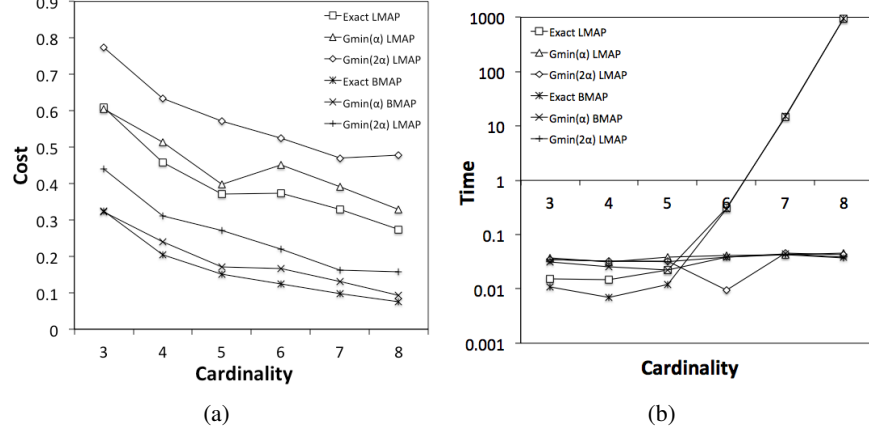 0.9
0.8
0.7
0.6
0.5
0.4
0.3
0.2
0.1
0
Cost
Exact LMAP
Gmin(α) LMAP
Gmin(2α) LMAP
Exact BMAP
Gmin(α) BMAP
Gmin(2α) LMAP
3 4 5 6 7 8
Cardinality
(a)
1000
100
10
1
0.1
0.01
0.001
Time
Exact LMAP
Gmin(α) LMAP
Gmin(2α) LMAP
Exact BMAP
Gmin(α) BMAP
Gmin(2α) LMAP
3 4 5 6 7 8
Cardinality
(b)